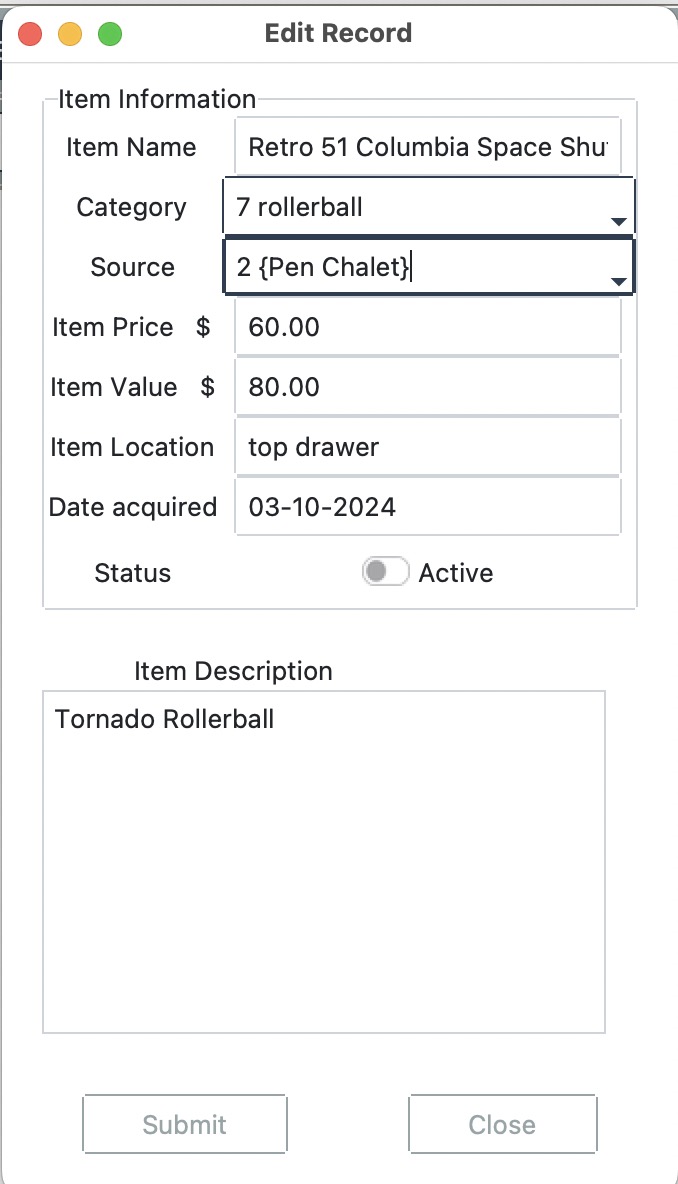 Edit Record
Item Information
Item Name Retro 51 Columbia Space Shu
Category 7 rollerball
Source 2 {Pen Chalet}
Item Price $ 60.00
Item Value $ 80.00
Item Location top drawer
Date acquired 03-10-2024
Status Active
Item Description
Tornado Rollerball
Submit Close